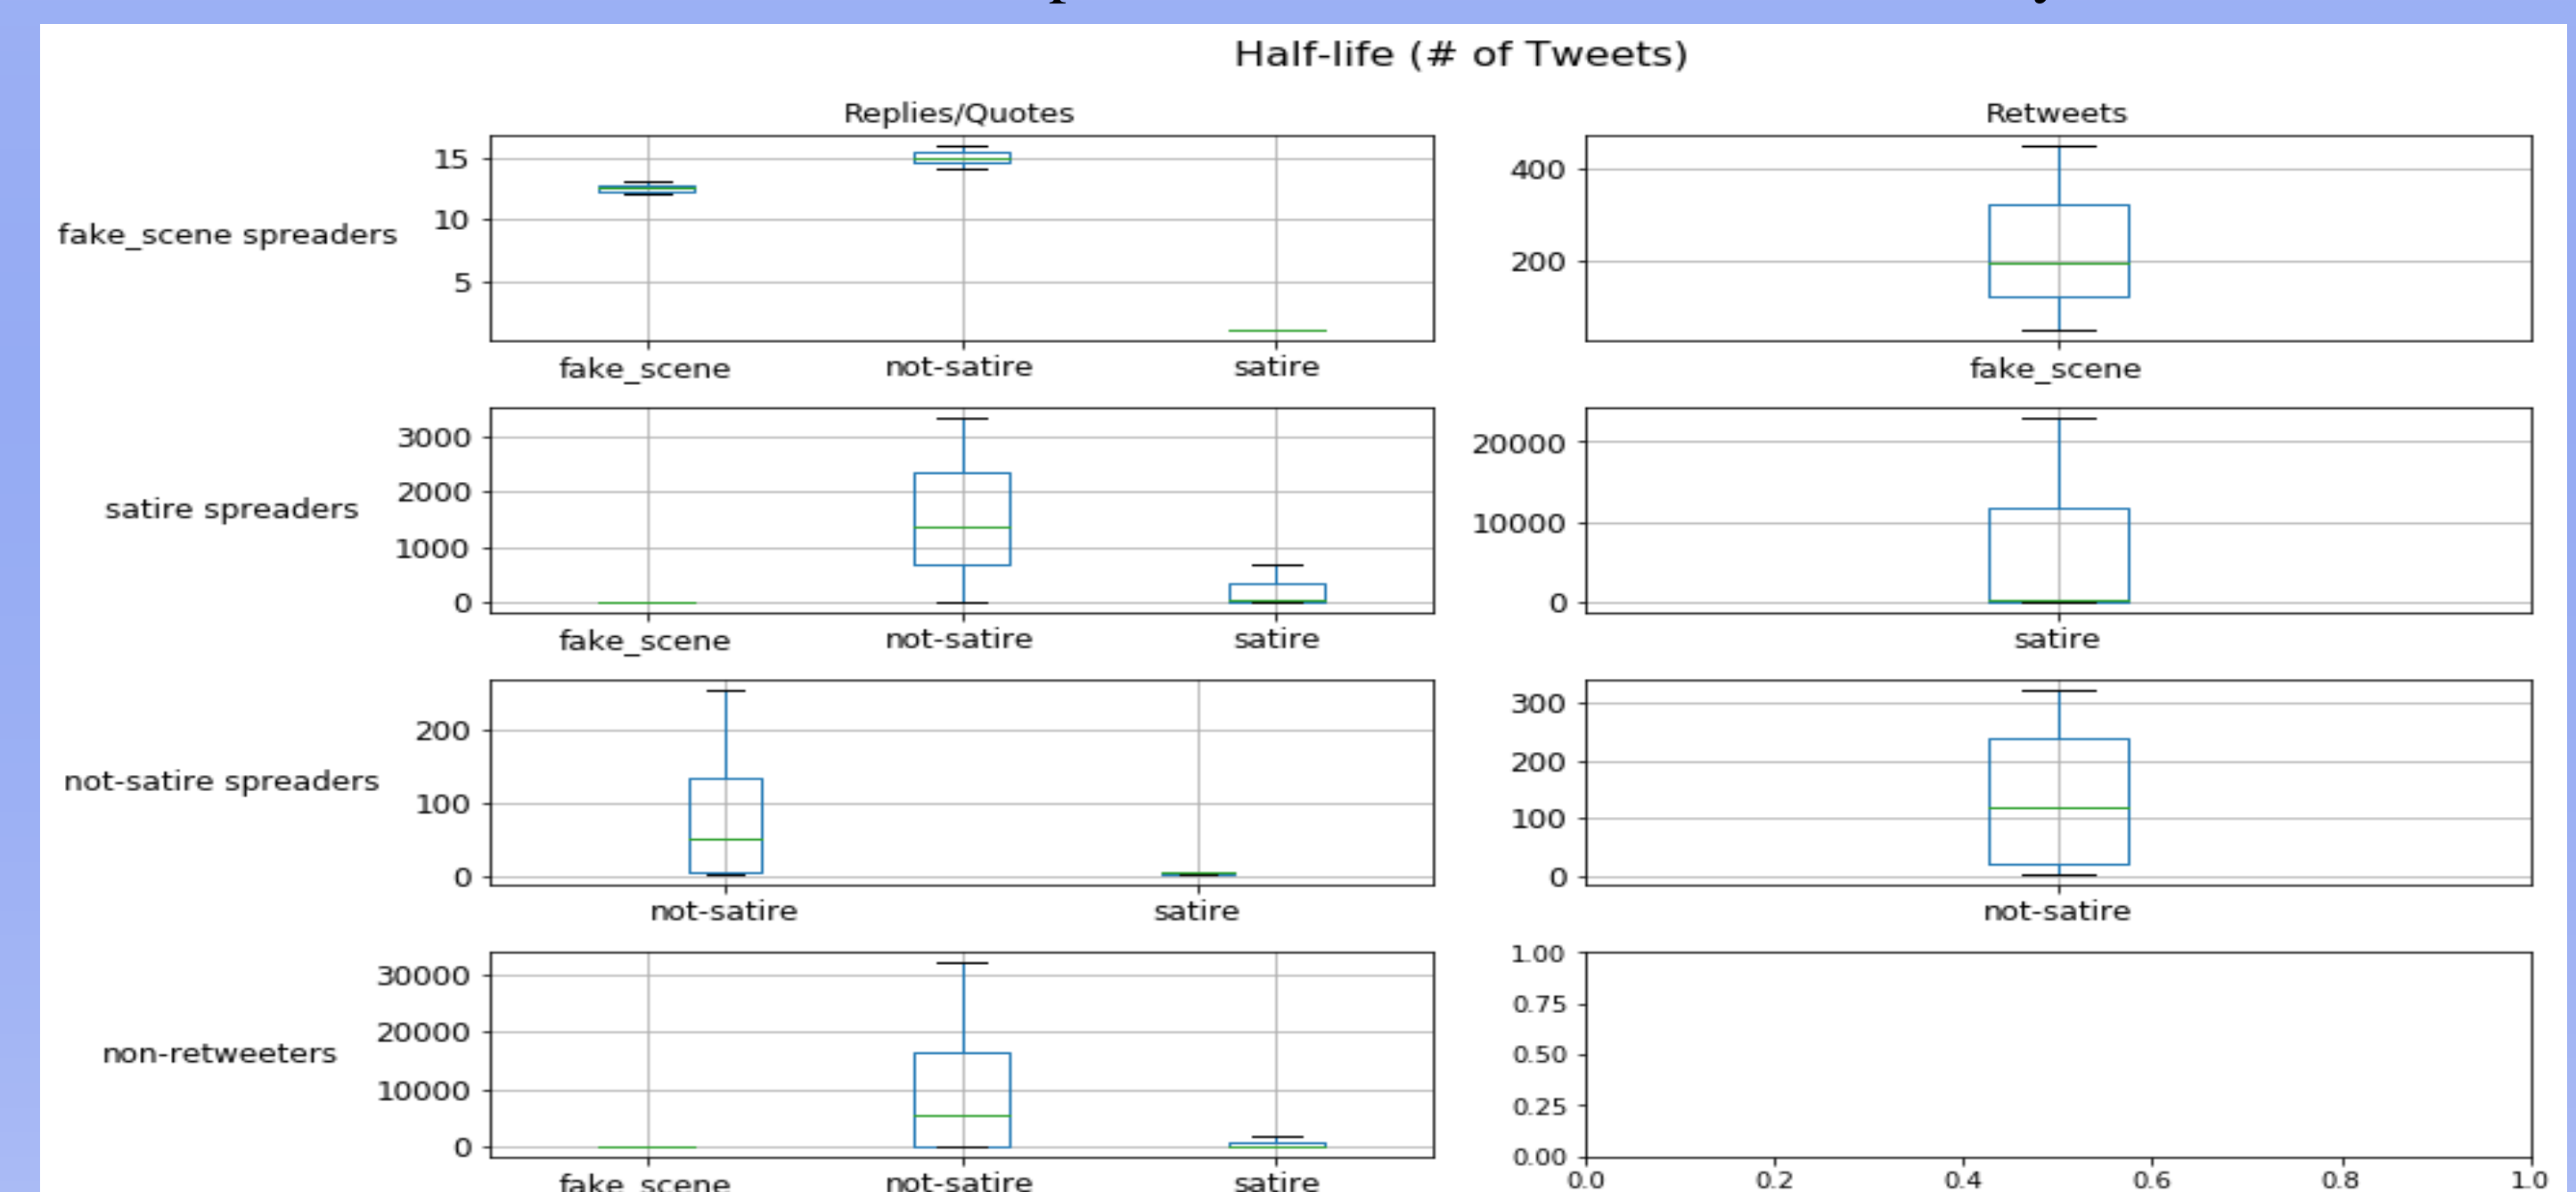 Half-life (# of Tweets)
Replies/Quotes
Retweets
fake_scene spreaders
15
10
5
fake_scene not-satire satire
400
200
fake_scene
satire spreaders
3000
2000
1000
0
fake_scene not-satire satire
20000
10000
0
satire
not-satire spreaders
200
100
0
not-satire satire
300
200
100
0
not-satire
non-retweeters
30000
20000
10000
0
fake_scene not-satire satire
1.00
0.75
0.50
0.25
0.00
0.0 0.2 0.4 0.6 0.8 1.0